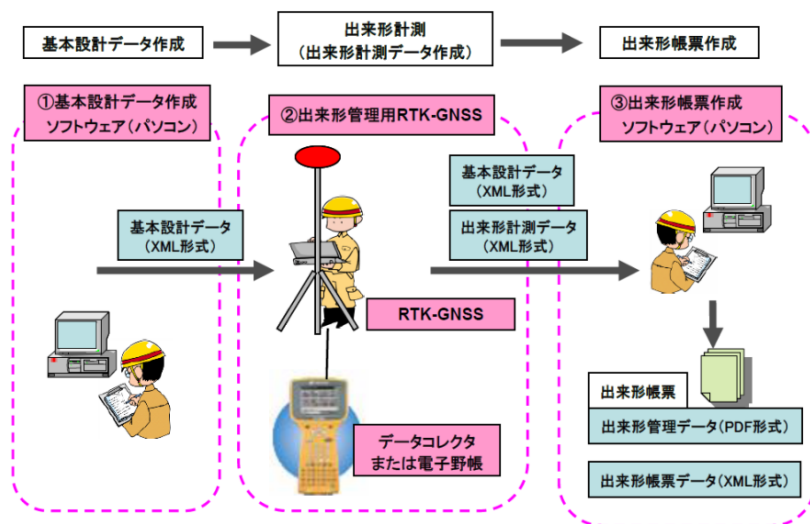 基本設計データ作成
出来形計測
(出来形計測データ作成)
出来形帳票作成
①基本設計データ作成
ソフトウェア(パソコン)
②出来形管理用RTK-GNSS
③出来形帳票作成
ソフトウェア(パソコン)
基本設計データ
(XML形式)
基本設計データ
(XML形式)
出来形計測データ
(XML形式)
RTK-GNSS
データコレクタ
または電子野帳
出来形帳票
出来形管理データ(PDF形式)
出来形帳票データ(XML形式)